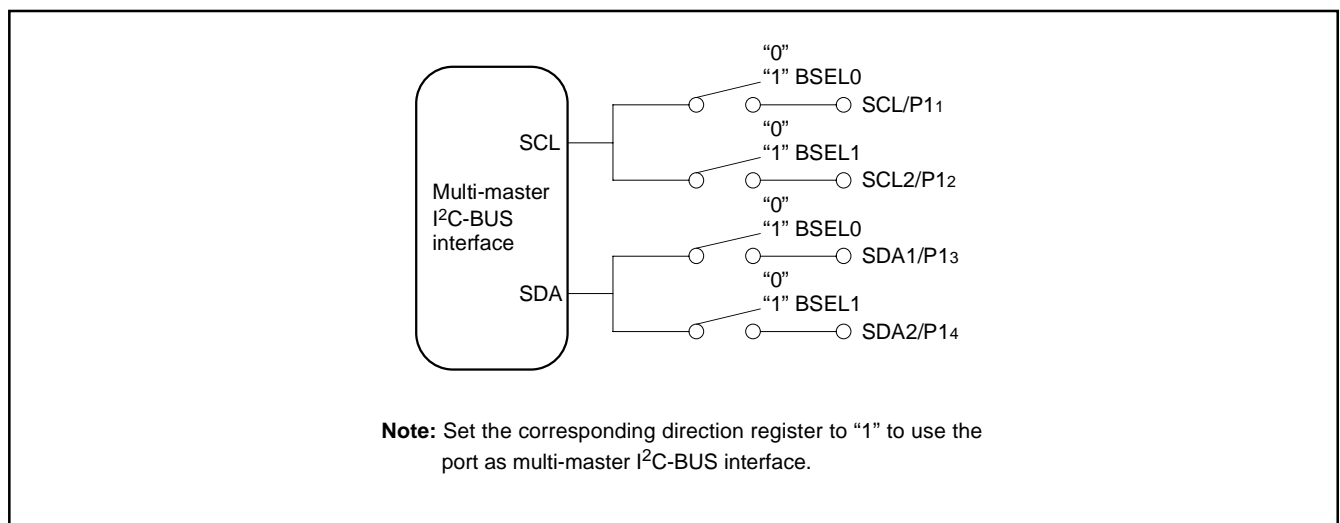 “0”
“1” BSEL0
SCL/P11
“0”
“1” BSEL1
SCL2/P12
“0”
“1” BSEL0
SDA1/P13
“0”
“1” BSEL1
SDA2/P14
SCL
Multi-master
I2C-BUS
interface
SDA
Note: Set the corresponding direction register to “1” to use the
port as multi-master I2C-BUS interface.